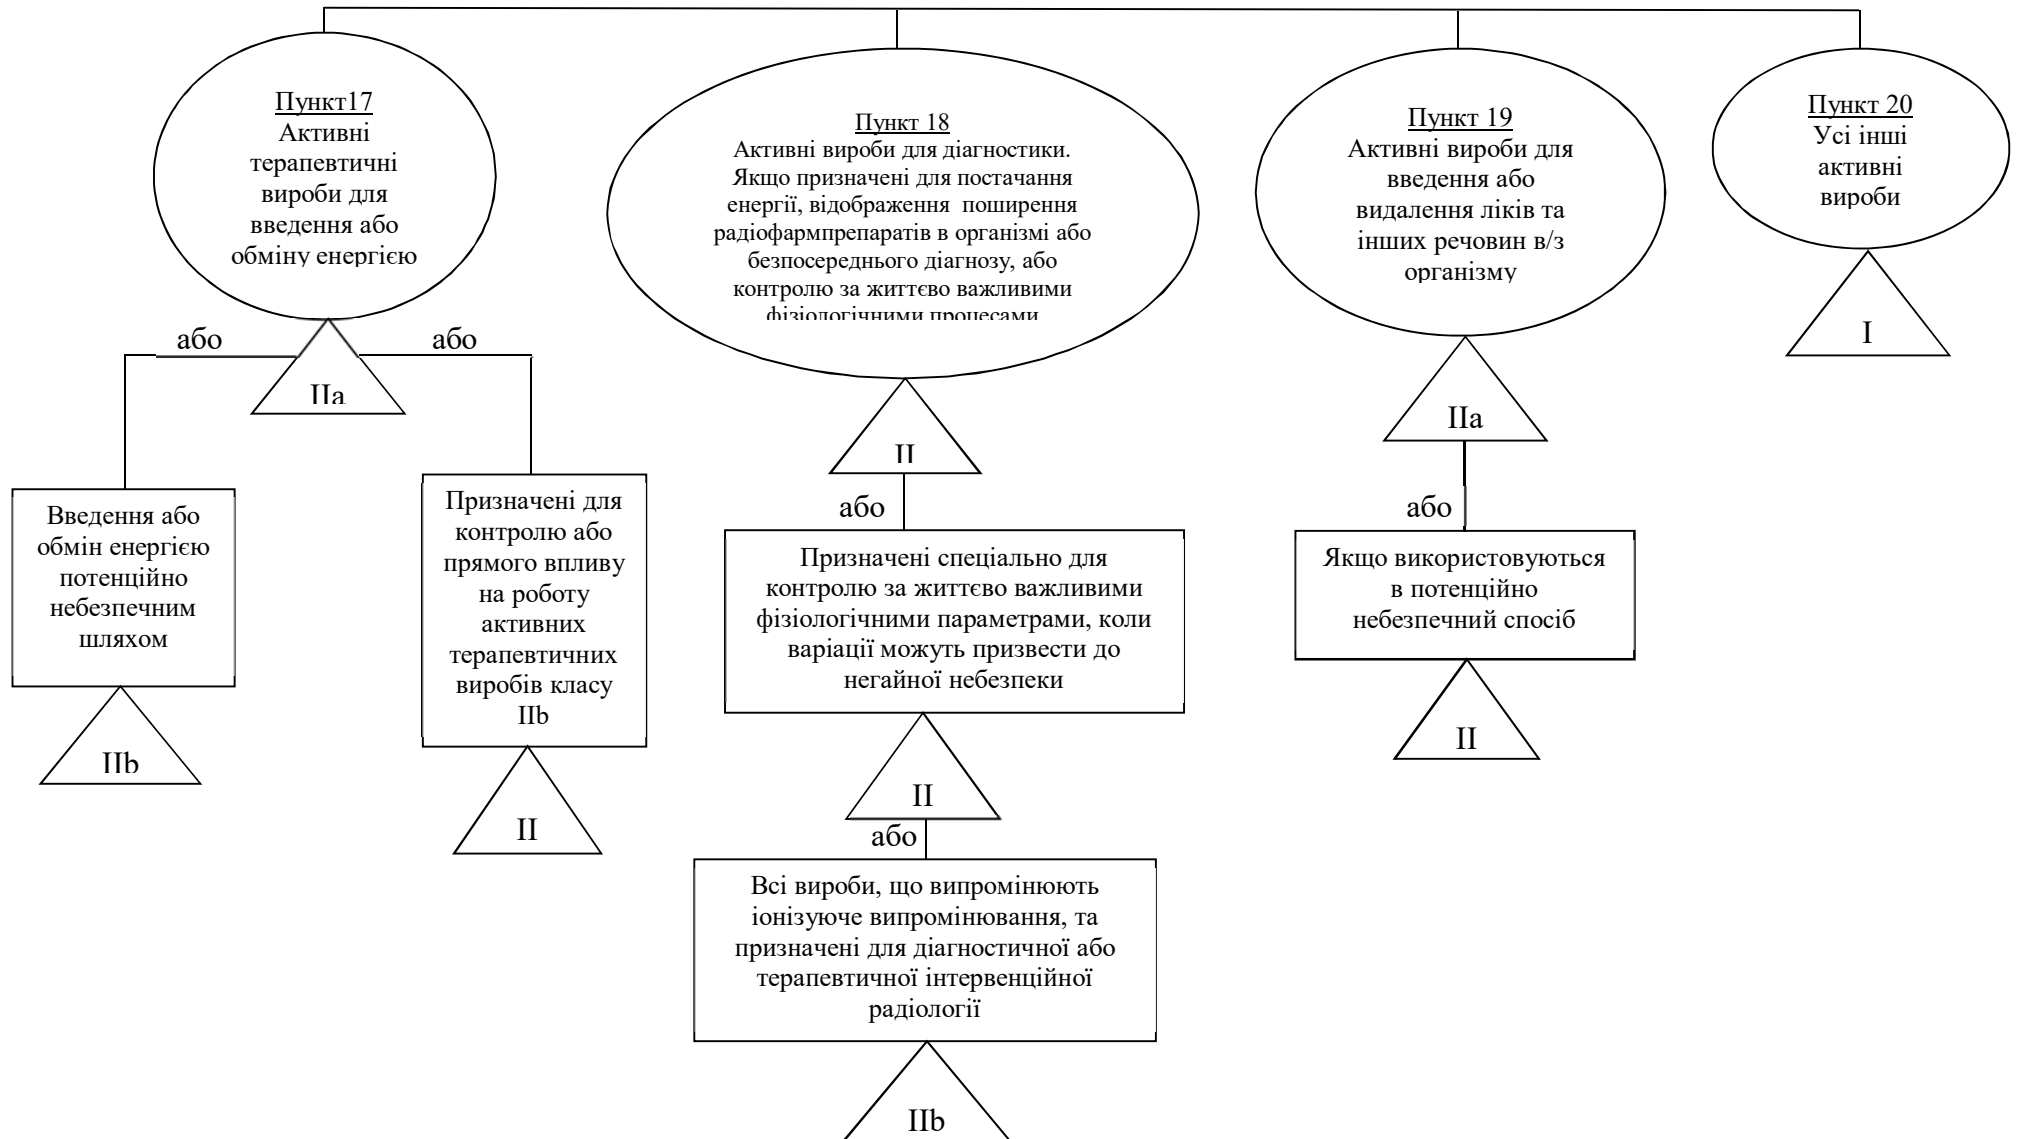 Пункт17
Активні
терапевтичні
вироби для
введення або
обміну енергією
Пункт 18
Активні вироби для діагностики.
Якщо призначені для постачання
енергії, відображення поширення
радіофармпрепаратів в організмі або
безпосереднього діагнозу, або
контролю за життєво важливими
фізіологічними процесами
Пункт 19
Активні вироби для
введення або
видалення ліків та
інших речовин в/з
організму
Пункт 20
Усі інші
активні
вироби
або
або
IIa
II
IIa
I
Введення або
обмін енергією
потенційно
небезпечним
шляхом
IIb
Призначені для
контролю або
прямого впливу
на роботу
активних
терапевтичних
виробів класу
IIb
II
або
Призначені спеціально для
контролю за життєво важливими
фізіологічними параметрами, коли
варіації можуть призвести до
негайної небезпеки
II
або
Всі вироби, що випромінюють
іонізуюче випромінювання, та
призначені для діагностичної або
терапевтичної інтервенційної
радіології
IIb
або
Якщо використовуються
в потенційно
небезпечний спосіб
II